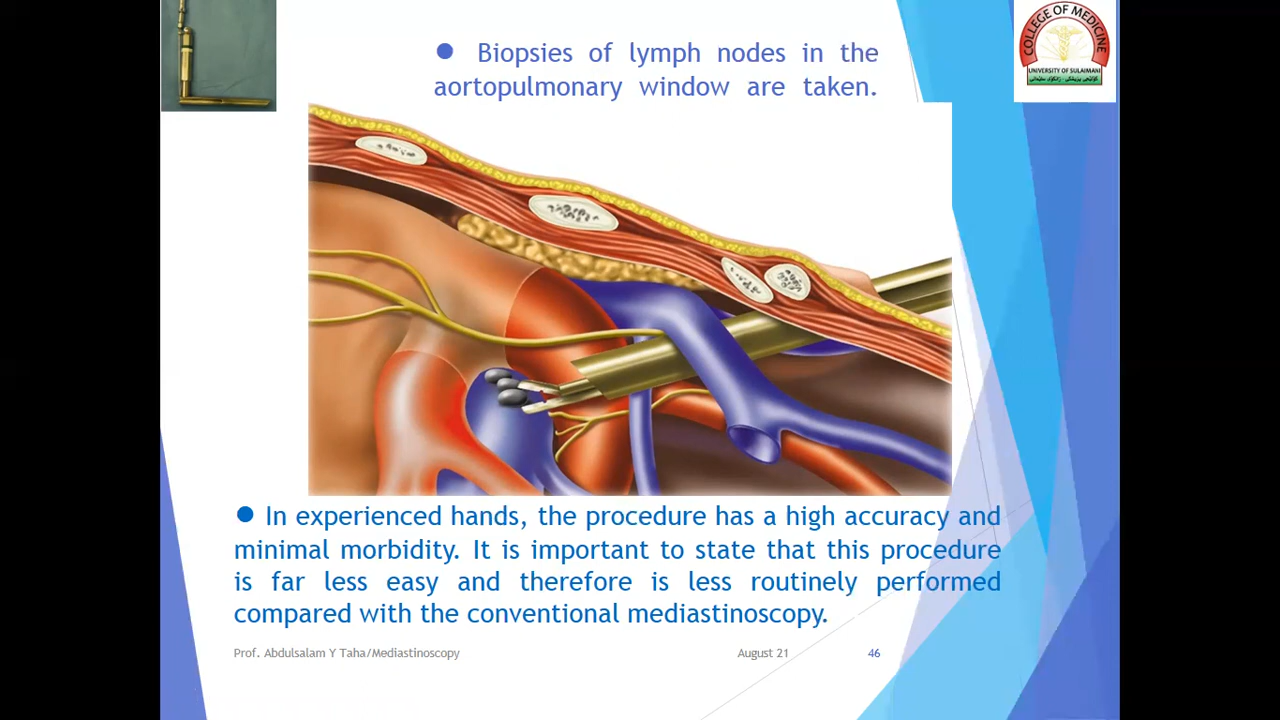 COLLEGE OF MEDICINE
UNIVERSITY OF SULAIMANI
● Biopsies of lymph nodes in the
aortopulmonary window are taken.
● In experienced hands, the procedure has a high accuracy and
minimal morbidity. It is important to state that this procedure
is far less easy and therefore is less routinely performed
compared with the conventional mediastinoscopy.
Prof. Abdulsalam Y Taha/Mediastinoscopy August 21 46